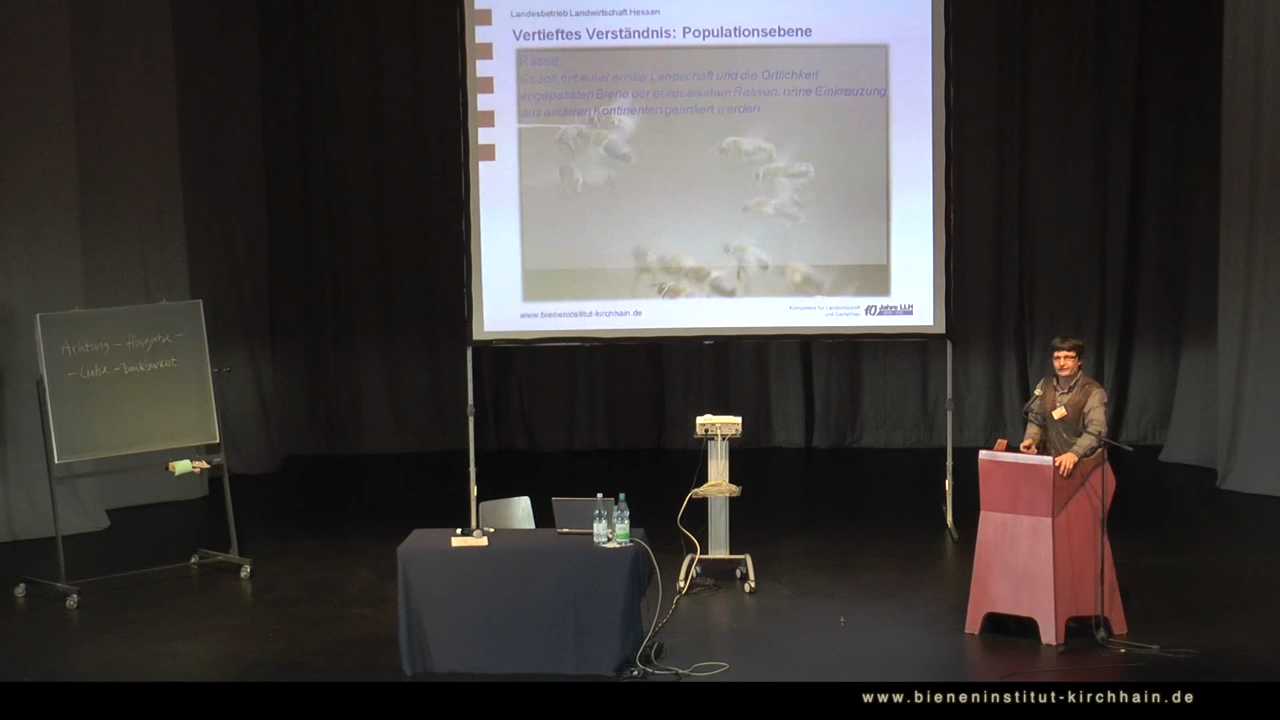 Landesbetrieb Landwirtschaft Hessen
Vertieftes Verständnis: Populationsebene
Rasse
Es soll mit einer an die Landschaft und die Örtlichkeit
angepassten Biene der europäischen Rassen, ohne Einkreuzung
aus anderen Kontinenten geimkert werden
www.bieneninstitut-kirchhain.de
Kompetenz für Landwirtschaft
und Gartenbau
10 Jahre LLH
Achtung – Hingabe –
– Liebe – Dankbarkeit
www.bieneninstitut-kirchhain.de